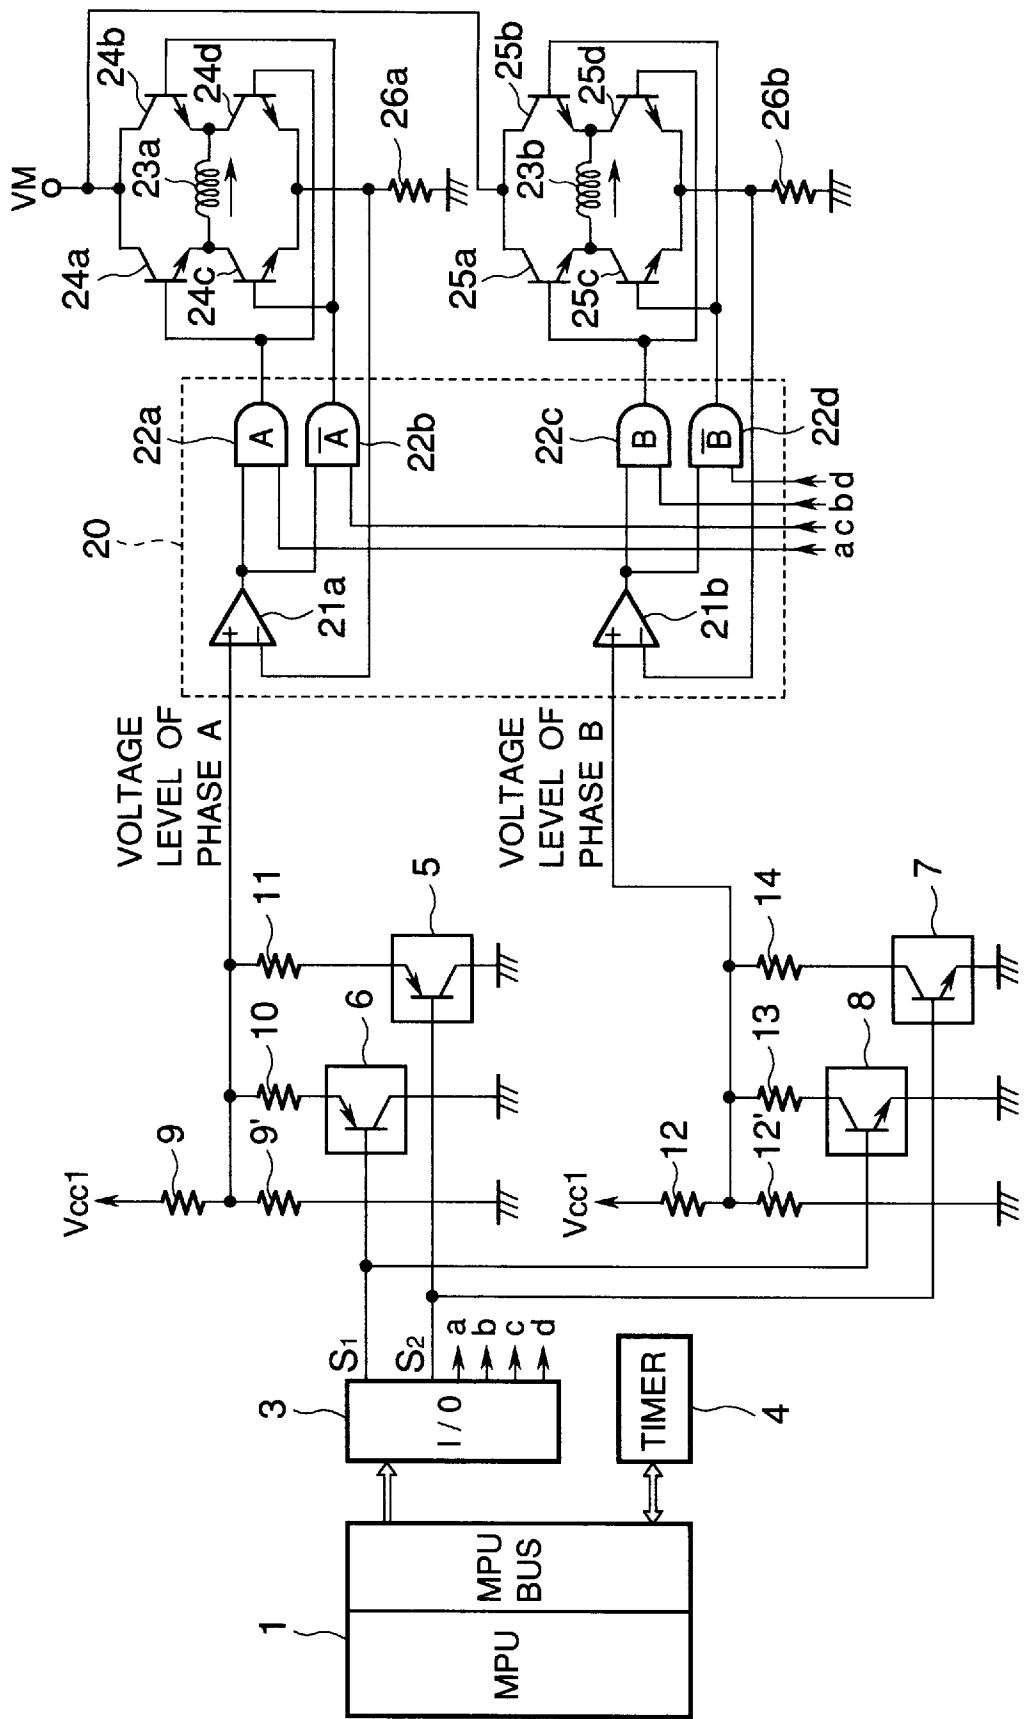 1
MPU
MPU
BUS
3
I / O
TIMER
4
S1
S2
a
b
c
d
Vcc1
9
9'
10
11
6
5
Vcc1
12
12'
13
14
8
7
VOLTAGE
LEVEL OF
PHASE A
VOLTAGE
LEVEL OF
PHASE B
20
+
−
21a
+
−
21b
a c b d
22a
A
A̅
22b
22c
B
B̅
22d
VM
24a
24b
23a
24c
24d
26a
25a
25b
23b
25c
25d
26b